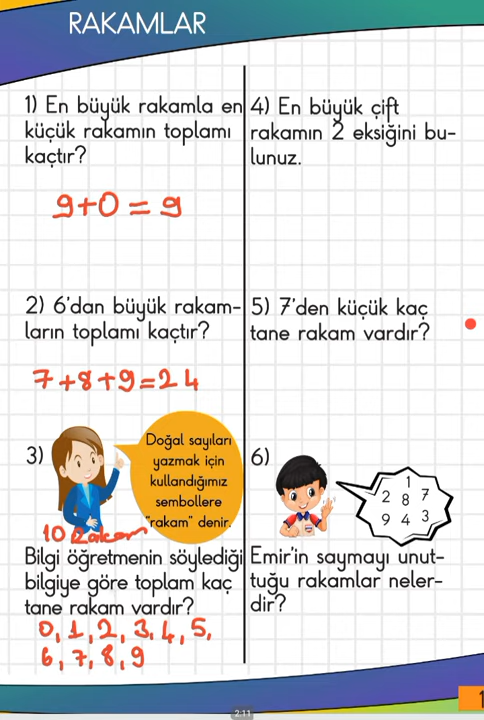 RAKAMLAR
1) En büyük rakamla en
küçük rakamın toplamı
kaçtır?
9+0 = 9
2) 6'dan büyük rakam-
ların toplamı kaçtır?
7+8+9=24
3)
Doğal sayıları
yazmak için
kullandığımız
sembollere
"rakam" denir.
10 Rakam
Bilgi öğretmenin söylediği
bilgiye göre toplam kaç
tane rakam vardır?
0, 1, 2, 3, 4, 5,
6, 7, 8, 9
4) En büyük çift
rakamın 2 eksiğini bu-
lunuz.
5) 7'den küçük kaç
tane rakam vardır?
6)
1
2 8 7
9 4 3
Emir'in saymayı unut-
tuğu rakamlar neler-
dir?
1
2:11